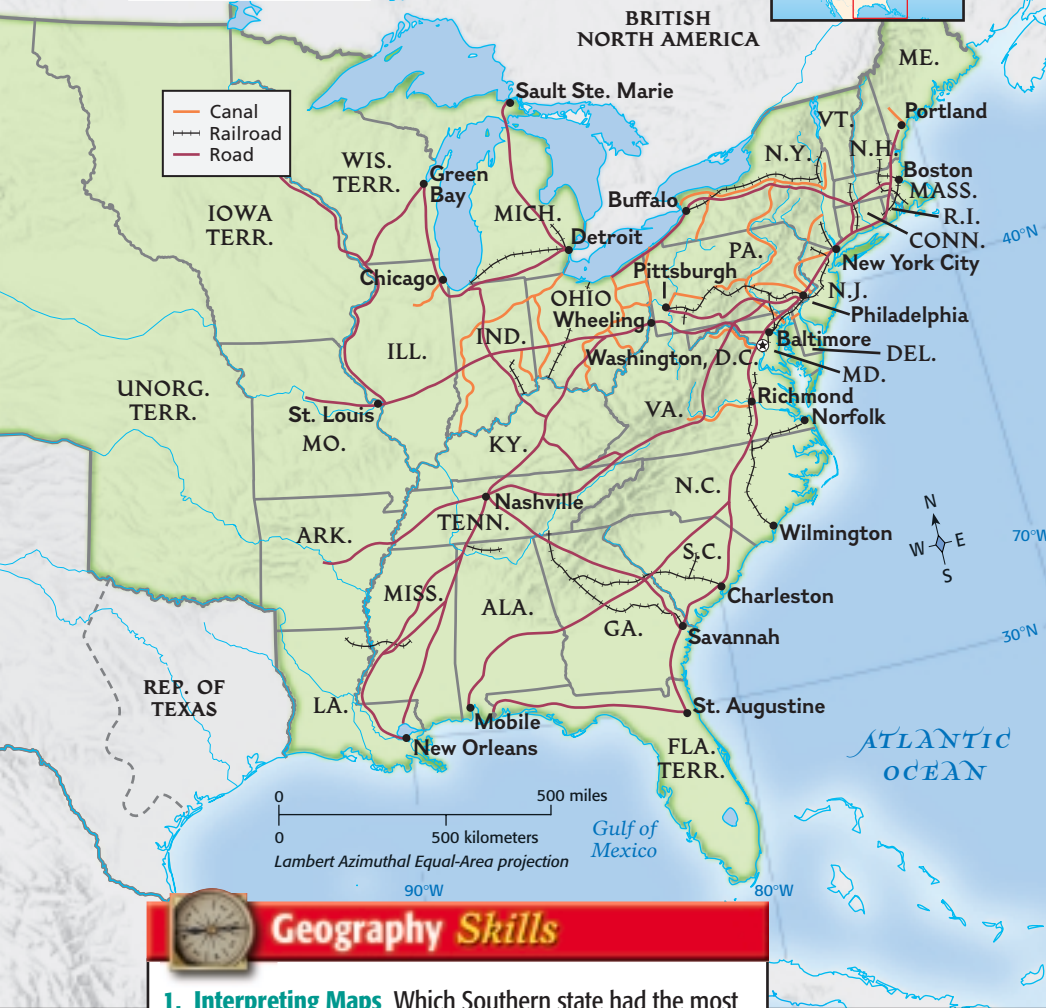 BRITISH
NORTH AMERICA
ME.
Sault Ste. Marie
Canal
Railroad
Road
Portland
VT.
N.H.
N.Y.
WIS.
TERR.
Green
Bay
Boston
MASS.
Buffalo
MICH.
R.I.
IOWA
TERR.
CONN.
40°N
Detroit
PA.
New York City
Pittsburgh
Chicago
OHIO
N.J.
Wheeling
Philadelphia
IND.
Baltimore
ILL.
Washington, D.C.
DEL.
MD.
UNORG.
TERR.
Richmond
St. Louis
VA.
Norfolk
MO.
KY.
N.C.
Nashville
N
TENN.
ARK.
Wilmington
W
E
S
70°W
S.C.
MISS.
ALA.
Charleston
GA.
Savannah
30°N
REP. OF
TEXAS
LA.
St. Augustine
Mobile
New Orleans
FLA.
TERR.
ATLANTIC
OCEAN
0
500 miles
0
500 kilometers
Gulf of
Mexico
Lambert Azimuthal Equal-Area projection
90°W
80°W
Geography Skills
1. Interpreting Maps Which Southern state had the most